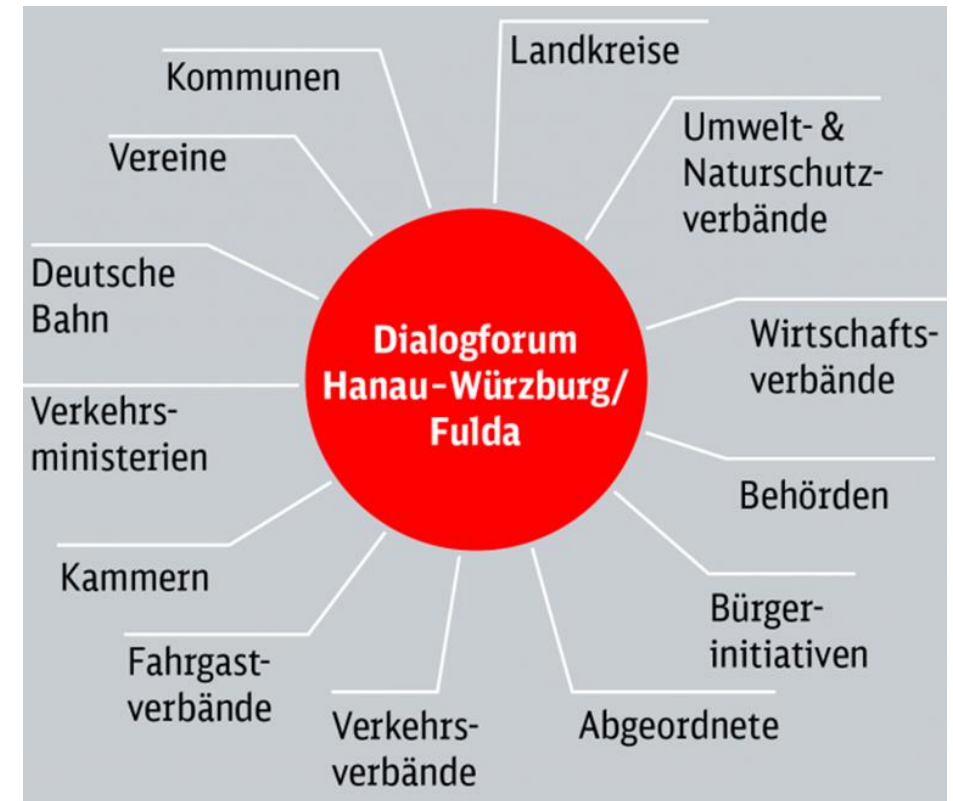 Landkreise
Kommunen
Umwelt- &
Naturschutz-
verbände
Vereine
Deutsche
Bahn
Dialogforum
Hanau-Würzburg/
Fulda
Wirtschafts-
verbände
Verkehrs-
ministerien
Behörden
Kammern
Bürger-
initiativen
Fahrgast-
verbände
Verkehrs-
verbände
Abgeordnete